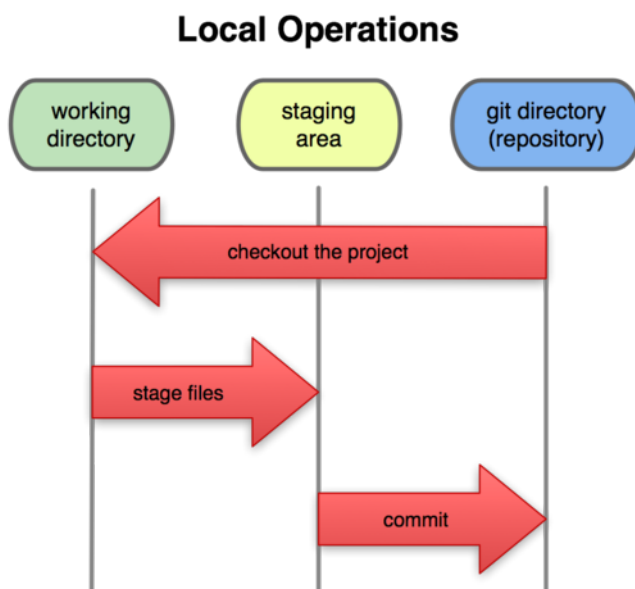 Local Operations
working
directory
staging
area
git directory
(repository)
checkout the project
stage files
commit